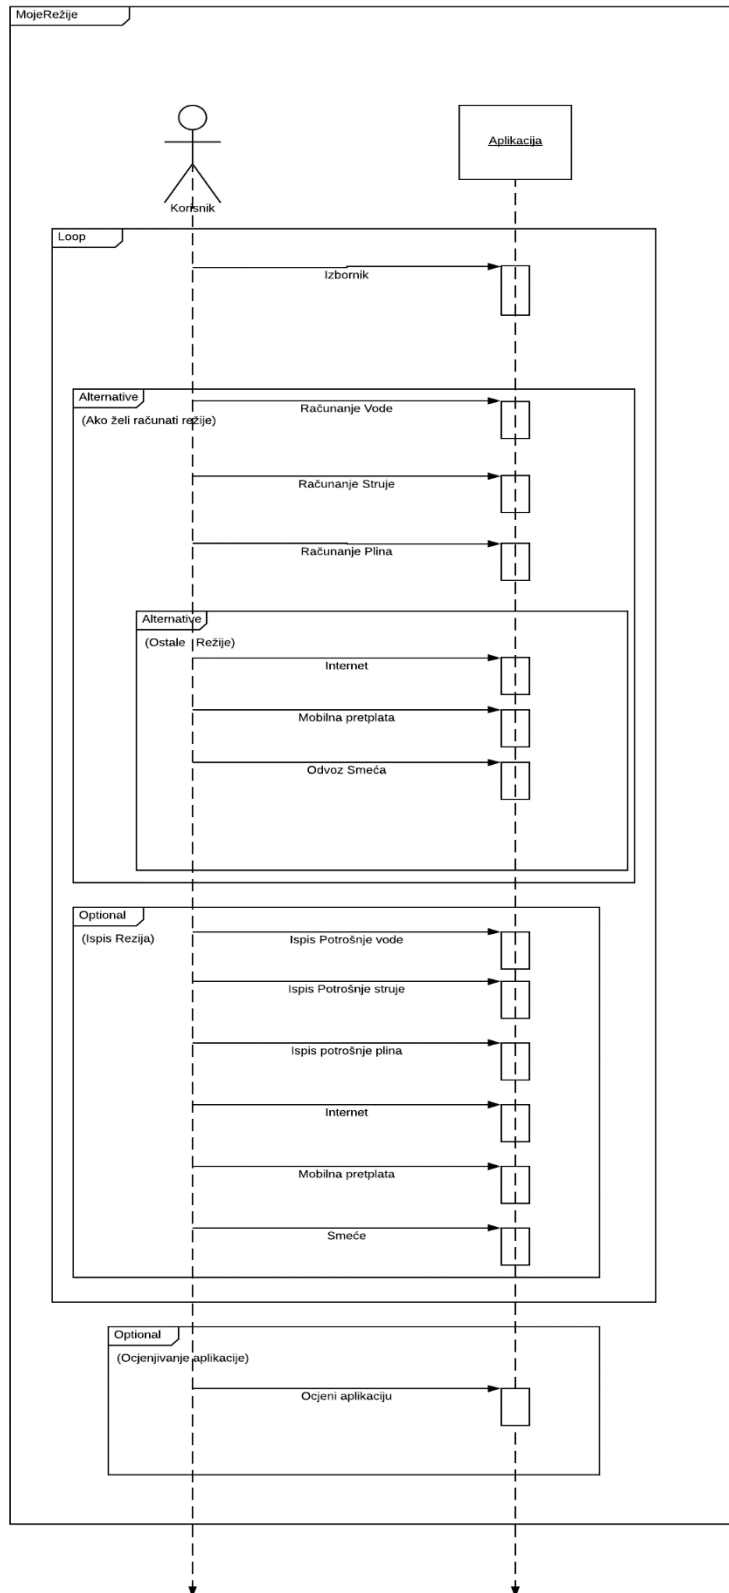 MojeRežije
Aplikacija
Korisnik
Loop
Izbornik
Alternative
(Ako želi računati režije)
Računanje Vode
Računanje Struje
Računanje Plina
Alternative
(Ostale Režije)
Internet
Mobilna pretplata
Odvoz Smeća
Optional
(Ispis Rezija)
Ispis Potrošnje vode
Ispis Potrošnje struje
Ispis potrošnje plina
Internet
Mobilna pretplata
Smeće
Optional
(Ocjenjivanje aplikacije)
Ocjeni aplikaciju